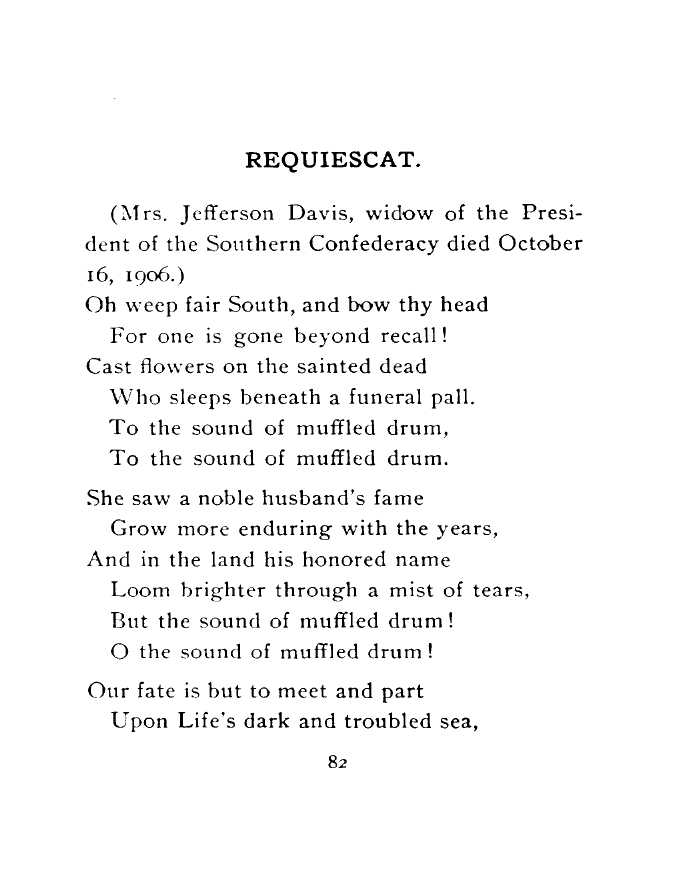 REQUIESCAT.
(Mrs. Jefferson Davis, widow of the Presi-
dent of the Southern Confederacy died October
16, 1906.)
Oh weep fair South, and bow thy head
For one is gone beyond recall!
Cast flowers on the sainted dead
Who sleeps beneath a funeral pall.
To the sound of muffled drum,
To the sound of muffled drum.
She saw a noble husband's fame
Grow more enduring with the years,
And in the land his honored name
Loom brighter through a mist of tears,
But the sound of muffled drum!
O the sound of muffled drum!
Our fate is but to meet and part
Upon Life's dark and troubled sea,
82